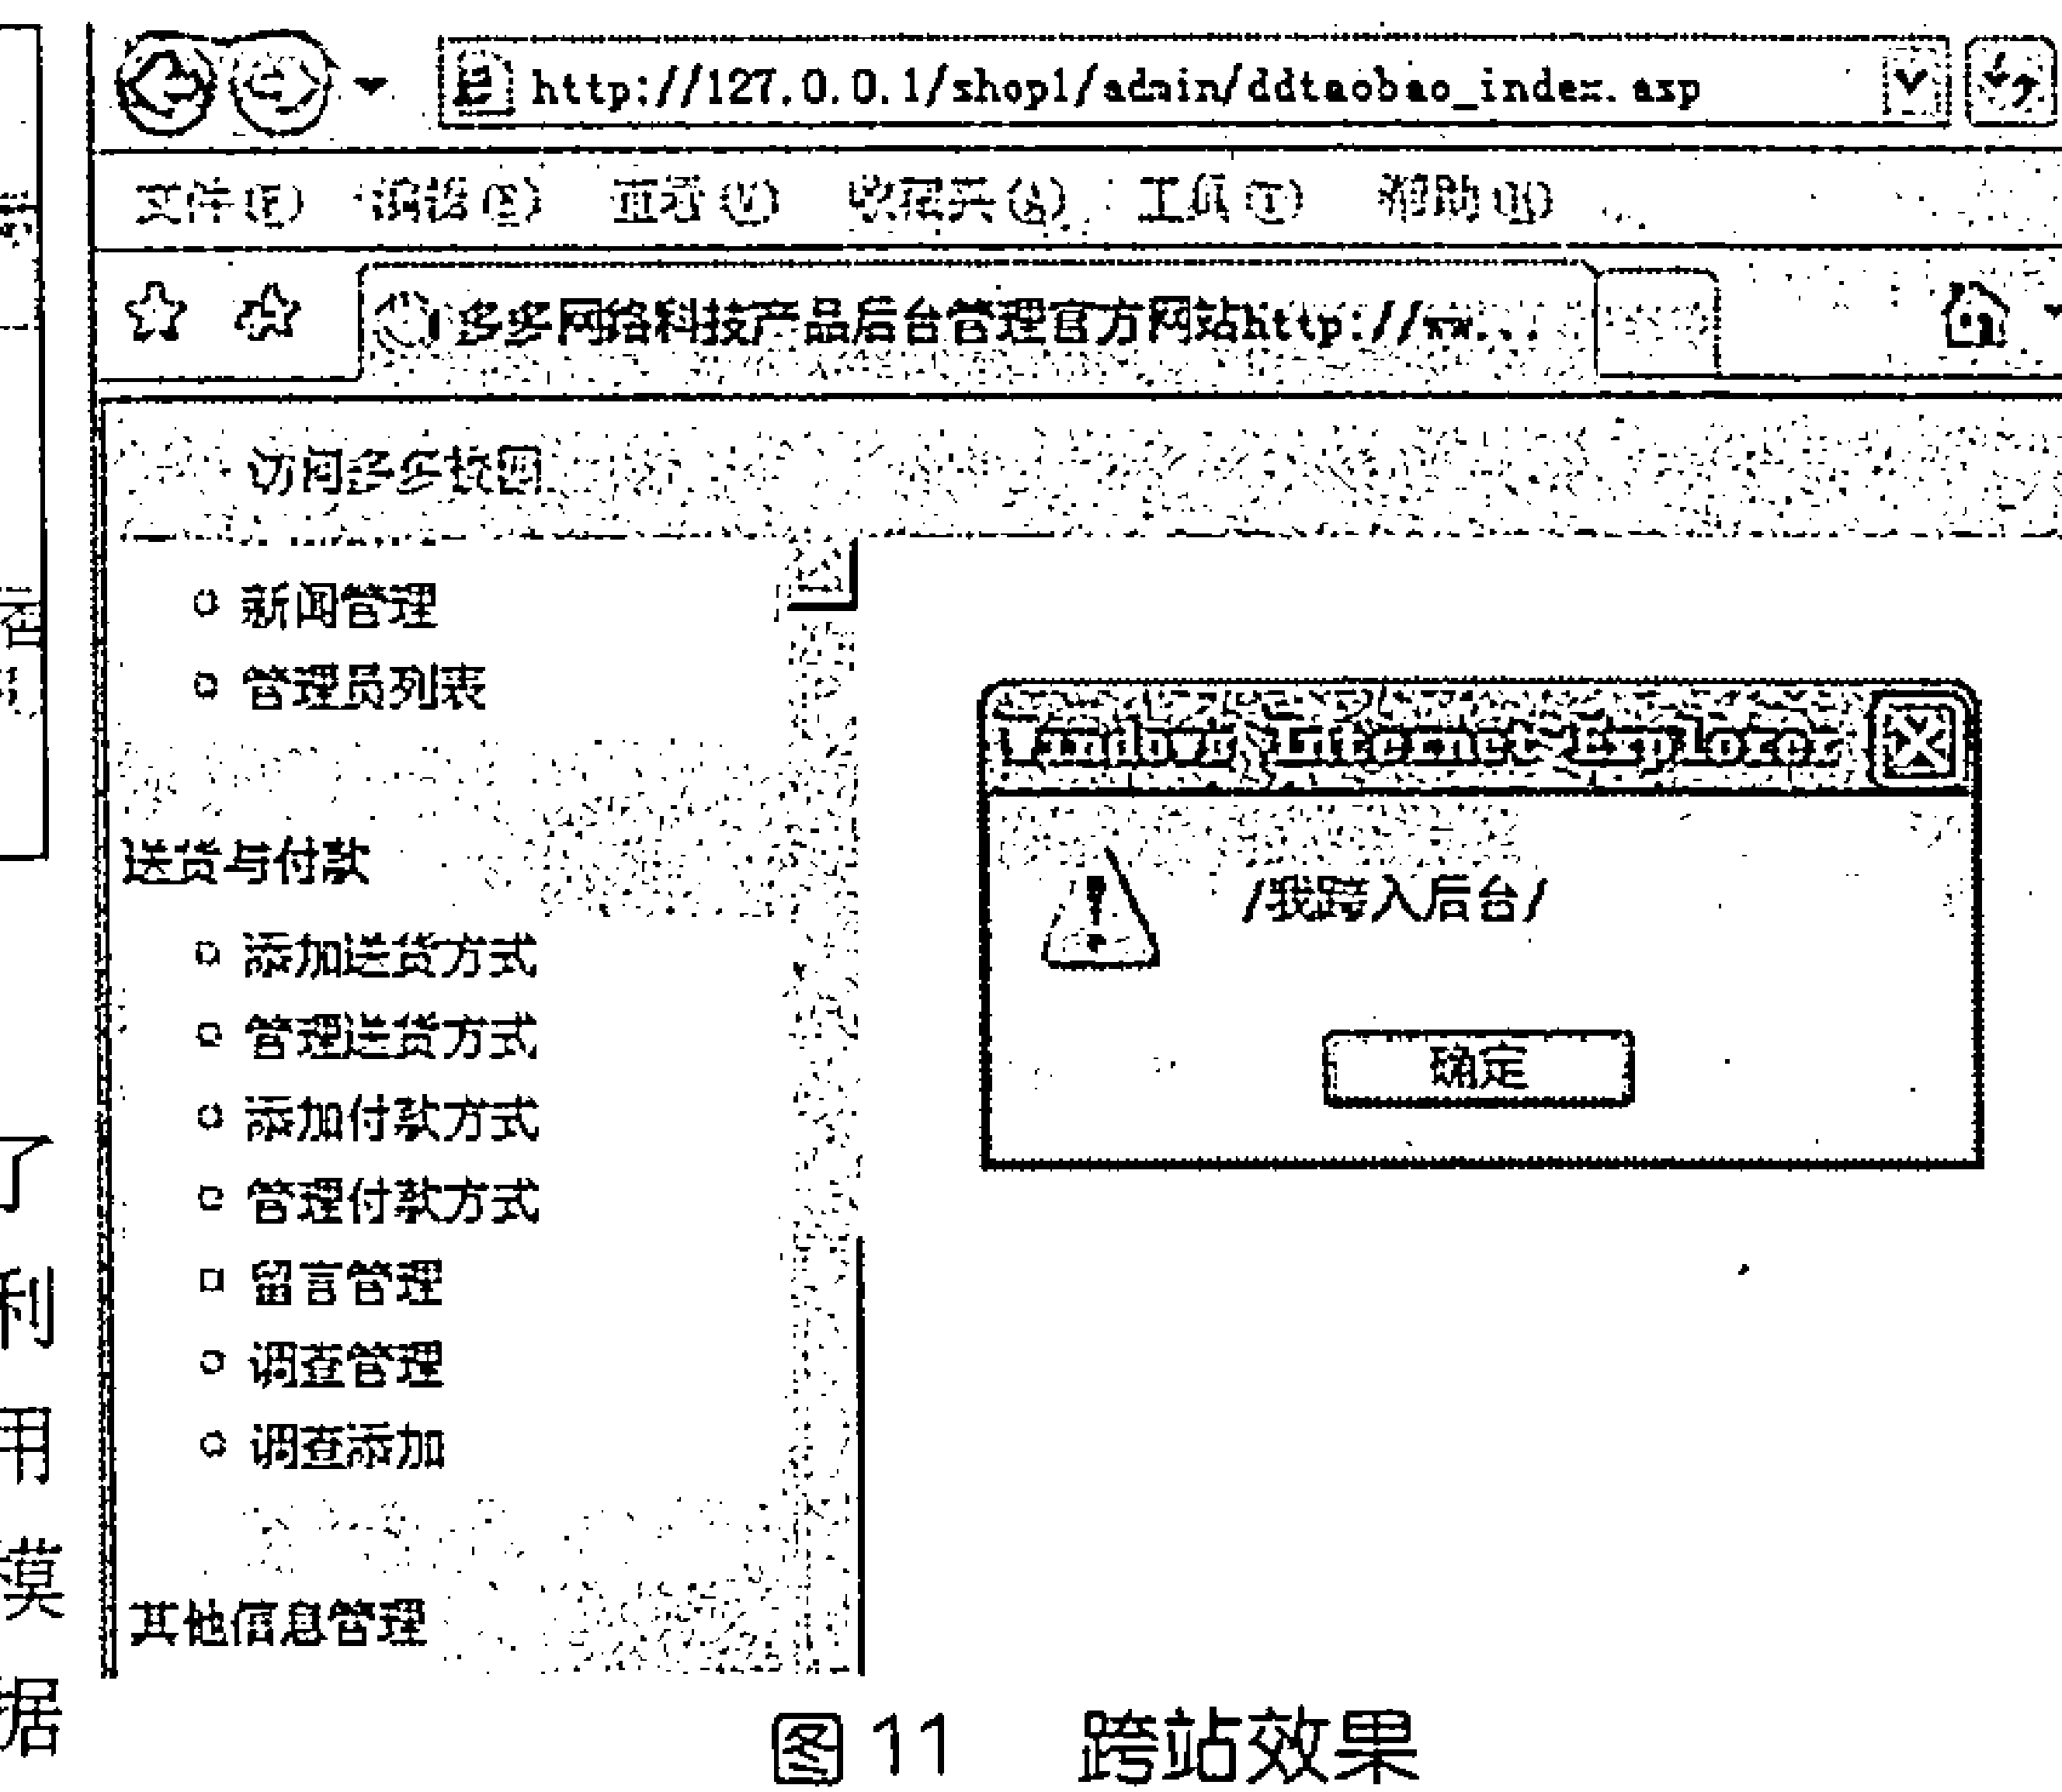 http://127.0.0.1/shop1/admin/ddtaobao_index.asp
文件(F) 编辑(E) 查看(V) 收藏夹(A) 工具(T) 帮助(H)
多多网络科技产品后台管理官方网站http://ww...
访问多多校园
新闻管理
管理员列表
送货与付款
添加送货方式
管理送货方式
添加付款方式
管理付款方式
留言管理
调查管理
调查添加
其他信息管理
Windows Internet Explorer
/我跨入后台/
确定
了
利
用
模
据
图 11 跨站效果